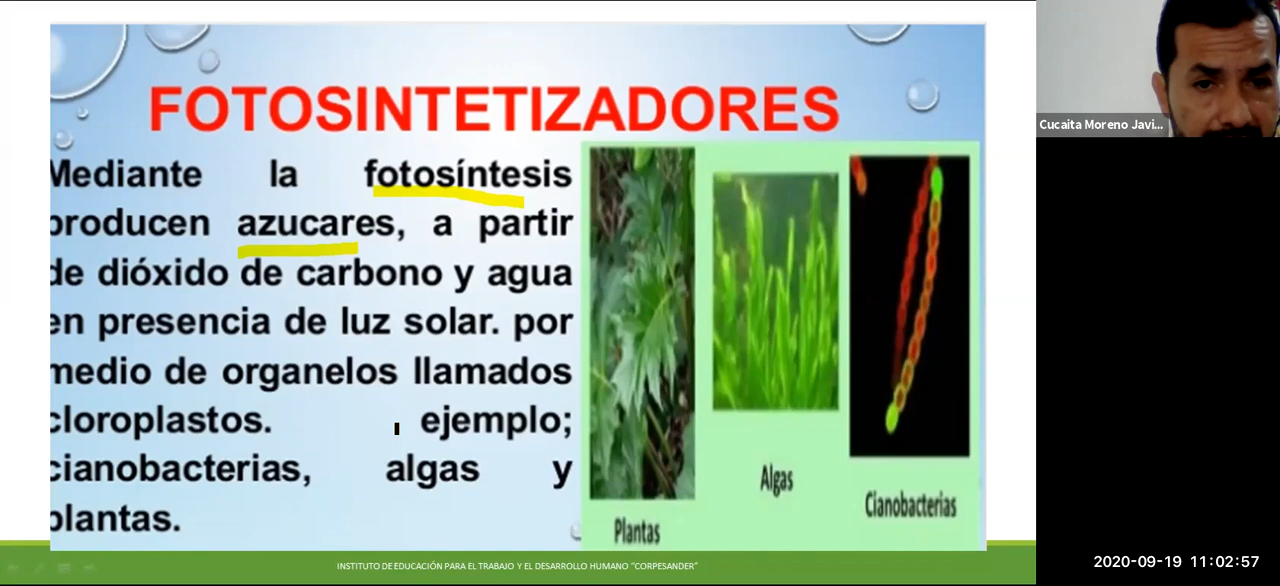 FOTOSINTETIZADORES
Mediante la fotosíntesis
producen azucares, a partir
de dióxido de carbono y agua
en presencia de luz solar. por
medio de organelos llamados
cloroplastos. ejemplo;
cianobacterias, algas y
plantas.
Plantas
Algas
Cianobacterias
INSTITUTO DE EDUCACIÓN PARA EL TRABAJO Y EL DESARROLLO HUMANO "CORPESANDER"
Cucaita Moreno Javi...
2020-09-19 11:02:57